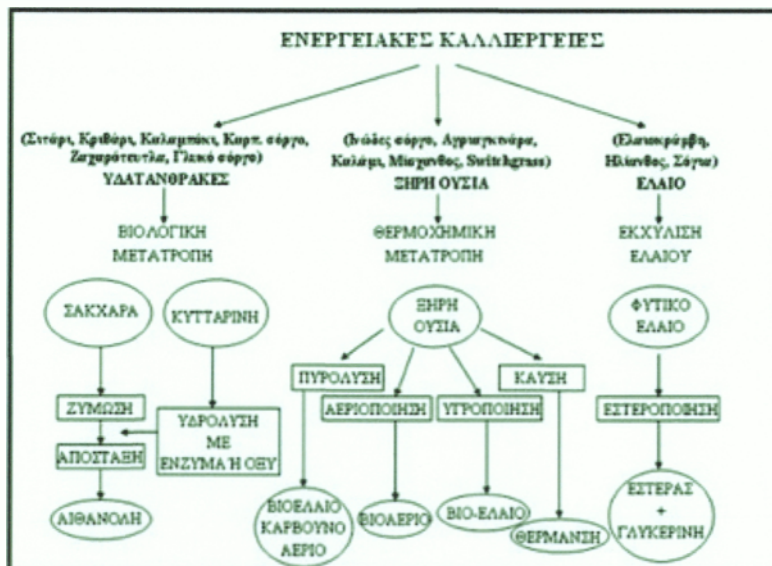 ΕΝΕΡΓΕΙΑΚΕΣ ΚΑΛΛΙΕΡΓΕΙΕΣ
(Σιτάρι, Κριθάρι, Καλαμπόκι, Καρπ. σόργο,
Ζαχαρότευτλα, Γλυκό σόργο)
ΥΔΑΤΑΝΘΡΑΚΕΣ
ΒΙΟΛΟΓΙΚΗ
ΜΕΤΑΤΡΟΠΗ
ΣΑΚΧΑΡΑ
ΚΥΤΤΑΡΙΝΗ
ΖΥΜΩΣΗ
ΑΠΟΣΤΑΞΗ
ΥΔΡΟΛΥΣΗ
ΜΕ
ΕΝΖΥΜΑ Ή ΟΞΥ
ΑΙΘΑΝΟΛΗ
(Ινώδες σόργο, Αγριαγκινάρα,
Καλάμι, Μίσχανθος, Switchgrass)
ΞΗΡΗ ΟΥΣΙΑ
ΘΕΡΜΟΧΗΜΙΚΗ
ΜΕΤΑΤΡΟΠΗ
ΞΗΡΗ
ΟΥΣΙΑ
ΠΥΡΟΛΥΣΗ
ΑΕΡΙΟΠΟΙΗΣΗ
ΥΓΡΟΠΟΙΗΣΗ
ΚΑΥΣΗ
ΒΙΟΕΛΑΙΟ
ΚΑΡΒΟΥΝΟ
ΑΕΡΙΟ
ΒΙΟΑΕΡΙΟ
ΒΙΟ-ΕΛΑΙΟ
ΘΕΡΜΑΝΣΗ
(Ελαιοκράμβη,
Ηλίανθος, Σόγια)
ΕΛΑΙΟ
ΕΚΧΥΛΙΣΗ
ΕΛΑΙΟΥ
ΦΥΤΙΚΟ
ΕΛΑΙΟ
ΕΣΤΕΡΟΠΟΙΗΣΗ
ΕΣΤΕΡΑΣ
+
ΓΛΥΚΕΡΙΝΗ